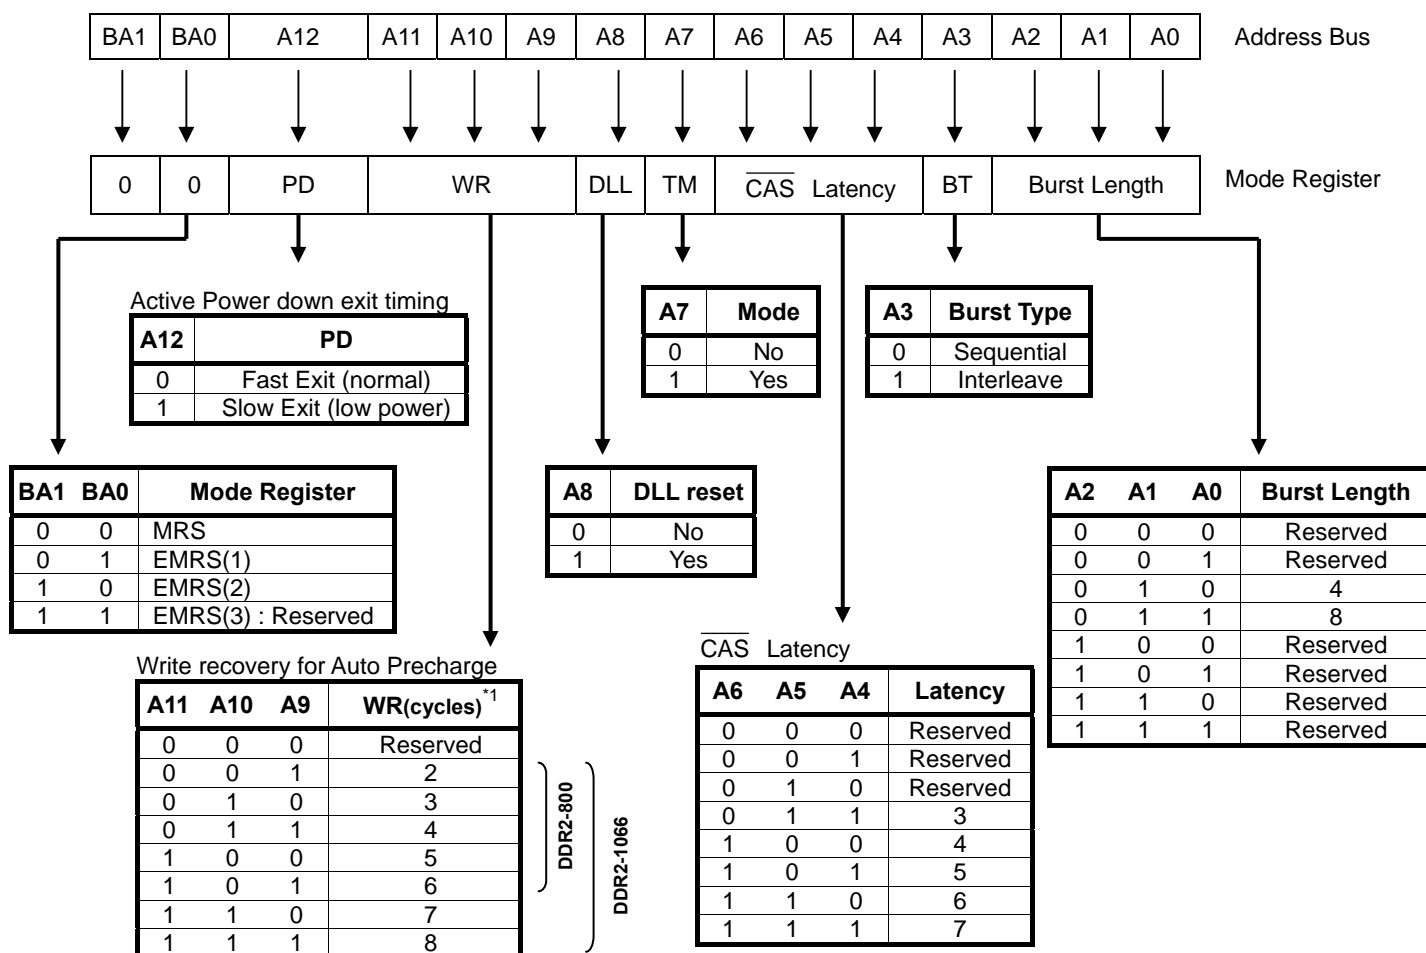 BA1 BA0 A12 A11 A10 A9 A8 A7 A6 A5 A4 A3 A2 A1 A0 Address Bus
0 0 PD WR DLL TM CAS Latency BT Burst Length Mode Register
Active Power down exit timing
A12 PD
0 Fast Exit (normal)
1 Slow Exit (low power)
A7 Mode
0 No
1 Yes
A3 Burst Type
0 Sequential
1 Interleave
BA1 BA0 Mode Register
0 0 MRS
0 1 EMRS(1)
1 0 EMRS(2)
1 1 EMRS(3) : Reserved
A8 DLL reset
0 No
1 Yes
A2 A1 A0 Burst Length
0 0 0 Reserved
0 0 1 Reserved
0 1 0 4
0 1 1 8
1 0 0 Reserved
1 0 1 Reserved
1 1 0 Reserved
1 1 1 Reserved
Write recovery for Auto Precharge
A11 A10 A9 WR(cycles)*1
0 0 0 Reserved
0 0 1 2
0 1 0 3
0 1 1 4
1 0 0 5
1 0 1 6
1 1 0 7
1 1 1 8
DDR2-800
DDR2-1066
CAS Latency
A6 A5 A4 Latency
0 0 0 Reserved
0 0 1 Reserved
0 1 0 Reserved
0 1 1 3
1 0 0 4
1 0 1 5
1 1 0 6
1 1 1 7